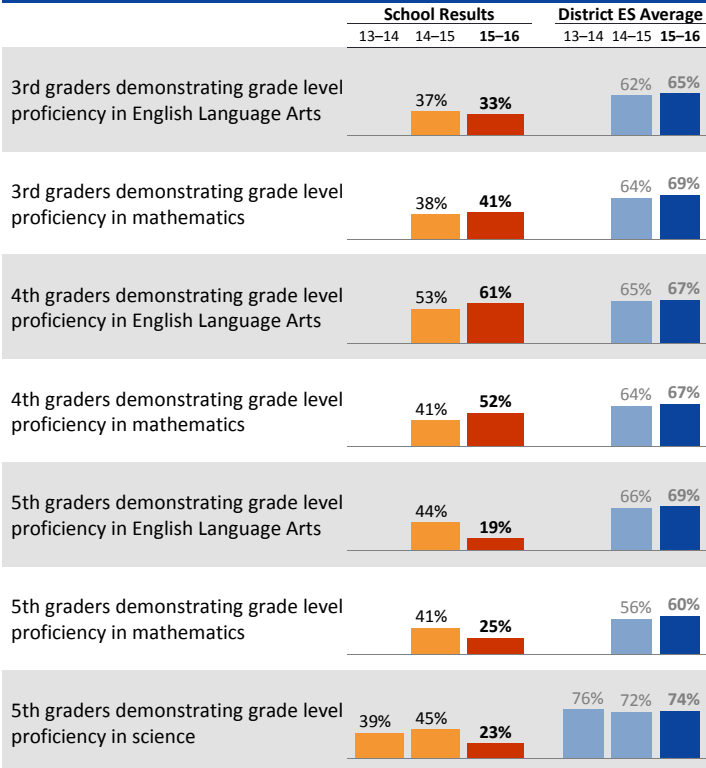 School Results District ES Average
13–14 14–15 15–16 13–14 14–15 15–16
3rd graders demonstrating grade level
proficiency in English Language Arts
37% 33% 62% 65%
3rd graders demonstrating grade level
proficiency in mathematics
38% 41% 64% 69%
4th graders demonstrating grade level
proficiency in English Language Arts
53% 61% 65% 67%
4th graders demonstrating grade level
proficiency in mathematics
41% 52% 64% 67%
5th graders demonstrating grade level
proficiency in English Language Arts
44% 19% 66% 69%
5th graders demonstrating grade level
proficiency in mathematics
41% 25% 56% 60%
5th graders demonstrating grade level
proficiency in science
39% 45% 23% 76% 72% 74%